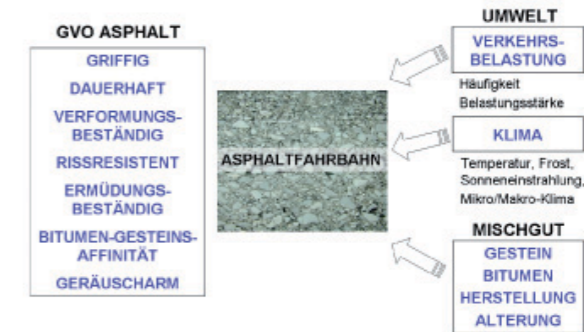 GVO ASPHALT
GRIFFIG
DAUERHAFT
VERFORMUNGS-
BESTÄNDIG
RISSRESISTENT
ERMÜDUNGS-
BESTÄNDIG
BITUMEN-GESTEINS-
AFFINITÄT
GERÄUSCHARM
ASPHALTFAHRBAHN
UMWELT
VERKEHRS-
BELASTUNG
Häufigkeit
Belastungsstärke
KLIMA
Temperatur, Frost,
Sonneneinstrahlung,
Mikro/Makro-Klima
MISCHGUT
GESTEIN
BITUMEN
HERSTELLUNG
ALTERUNG